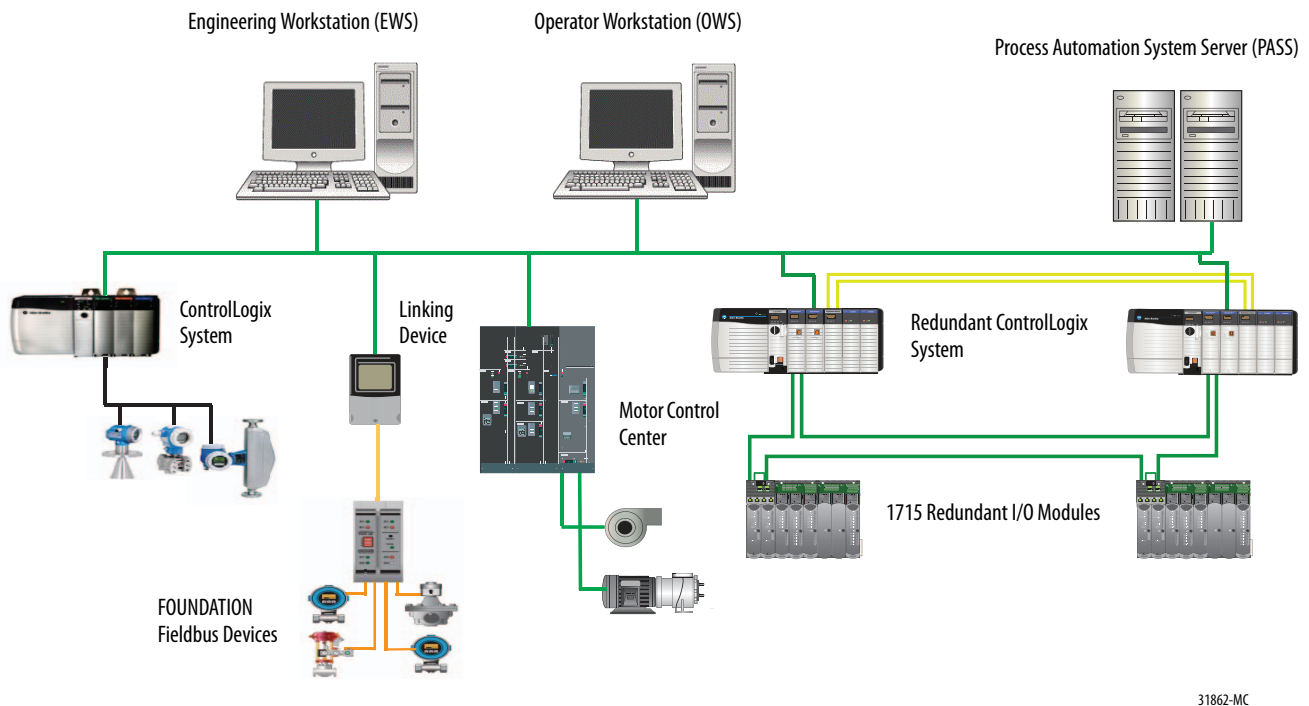 Engineering Workstation (EWS)
Operator Workstation (OWS)
Process Automation System Server (PASS)
ControlLogix
System
Linking
Device
Redundant ControlLogix
System
Motor Control
Center
1715 Redundant I/O Modules
FOUNDATION
Fieldbus Devices
31862-MC